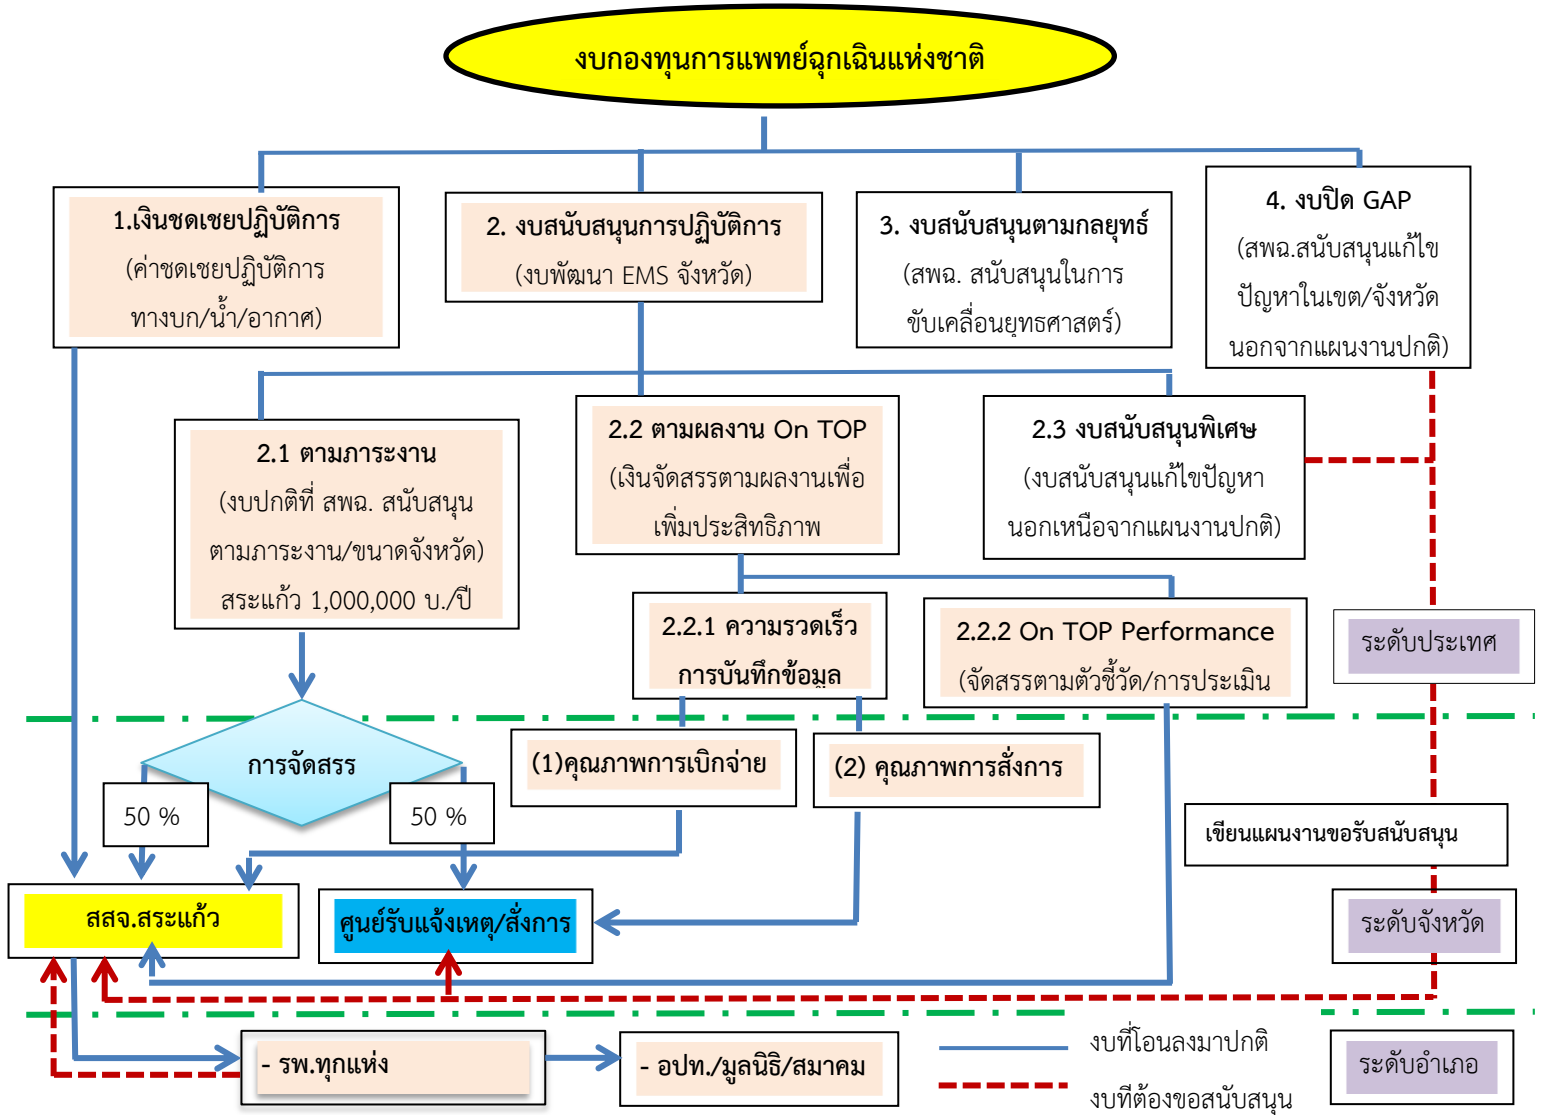 งบกองทุนการแพทย์ฉุกเฉินแห่งชาติ
1.เงินชดเชยปฏิบัติการ
(ค่าชดเชยปฏิบัติการ
ทางบก/น้ำ/อากาศ)
2. งบสนับสนุนการปฏิบัติการ
(งบพัฒนา EMS จังหวัด)
3. งบสนับสนุนตามกลยุทธ์
(สพฉ. สนับสนุนในการ
ขับเคลื่อนยุทธศาสตร์)
4. งบปิด GAP
(สพฉ.สนับสนุนแก้ไข
ปัญหาในเขต/จังหวัด
นอกจากแผนงานปกติ)
2.1 ตามภาระงาน
(งบปกติที่ สพฉ. สนับสนุน
ตามภาระงาน/ขนาดจังหวัด)
สระแก้ว 1,000,000 บ./ปี
2.2 ตามผลงาน On TOP
(เงินจัดสรรตามผลงานเพื่อ
เพิ่มประสิทธิภาพ
2.3 งบสนับสนุนพิเศษ
(งบสนับสนุนแก้ไขปัญหา
นอกเหนือจากแผนงานปกติ)
2.2.1 ความรวดเร็ว
การบันทึกข้อมูล
2.2.2 On TOP Performance
(จัดสรรตามตัวชี้วัด/การประเมิน
ระดับประเทศ
การจัดสรร
50 %
50 %
(1)คุณภาพการเบิกจ่าย
(2) คุณภาพการสั่งการ
เขียนแผนงานขอรับสนับสนุน
สสจ.สระแก้ว
ศูนย์รับแจ้งเหตุ/สั่งการ
ระดับจังหวัด
- รพ.ทุกแห่ง
- อปท./มูลนิธิ/สมาคม
งบที่โอนลงมาปกติ
งบที่ต้องขอสนับสนุน
ระดับอำเภอ